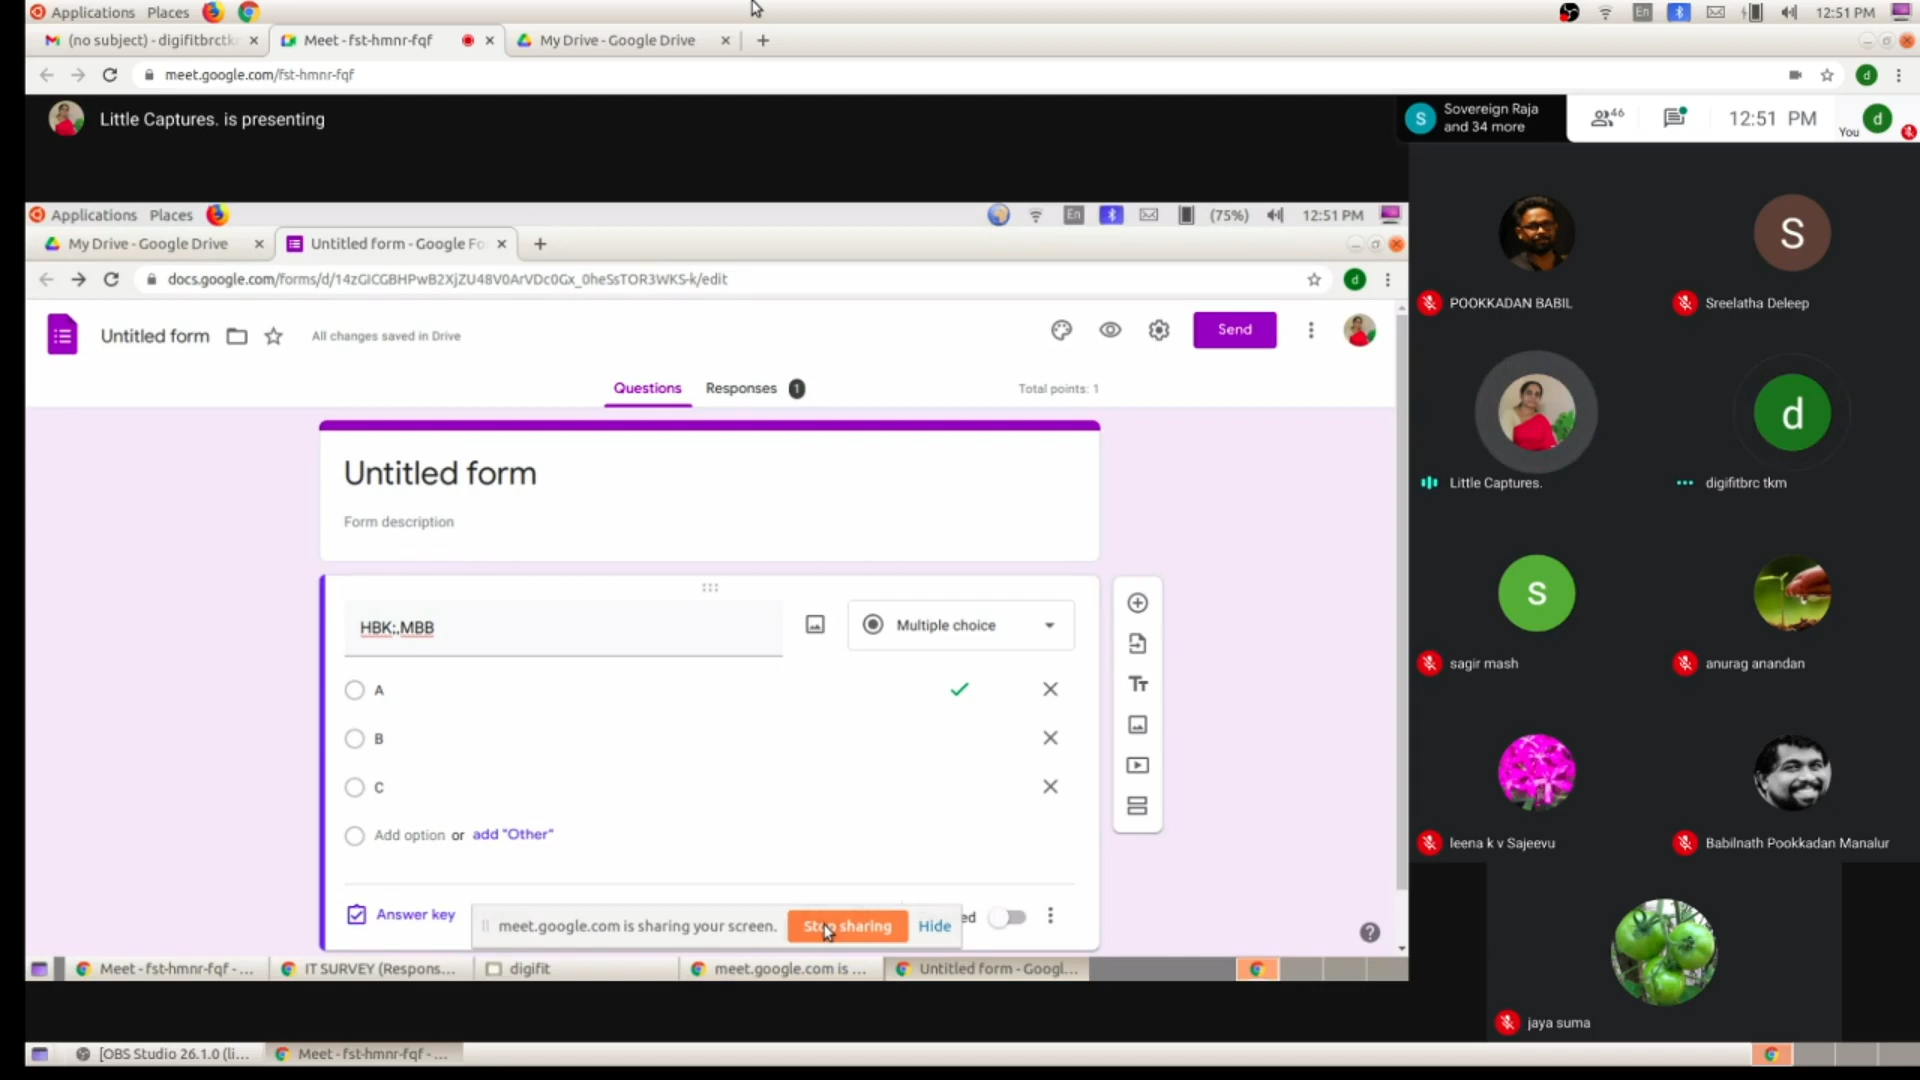 Applications Places
En
12:51 PM
(no subject) - digifitbrctk
Meet - fst-hmnr-fqf
My Drive - Google Drive
meet.google.com/fst-hmnr-fqf
d
Little Captures. is presenting
S
Sovereign Raja
and 34 more
46
12:51 PM
You
d
Applications Places
En
(75%)
12:51 PM
My Drive - Google Drive
Untitled form - Google Fo
docs.google.com/forms/d/14zGICGBHPwB2XjZU48V0ArVDc0Gx_0heSsTOR3WKS-k/edit
d
Untitled form
All changes saved in Drive
Send
Questions
Responses 1
Total points: 1
Untitled form
Form description
HBK;,MBB
Multiple choice
A
B
C
Add option or add "Other"
Answer key
meet.google.com is sharing your screen.
Stop sharing
Hide
ed
Meet - fst-hmnr-fqf - ...
IT SURVEY (Respons...
digifit
meet.google.com is ...
Untitled form - Googl...
POOKKADAN BABIL
S
Sreelatha Deleep
Little Captures.
d
digifitbrc tkm
S
sagir mash
anurag anandan
leena k v Sajeevu
Babilnath Pookkadan Manalur
jaya suma
[OBS Studio 26.1.0 (li...
Meet - fst-hmnr-fqf - ...